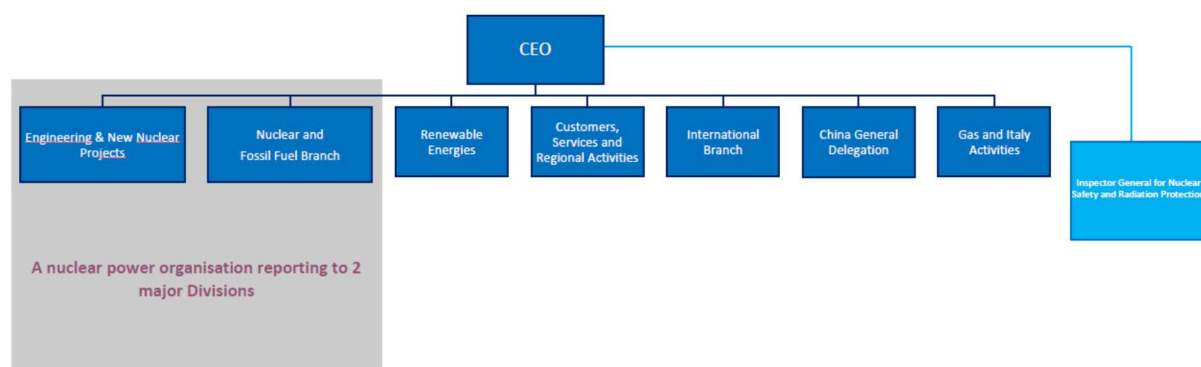 CEO
Engineering & New Nuclear
Projects
Nuclear and
Fossil Fuel Branch
Renewable
Energies
Customers,
Services and
Regional Activities
International
Branch
China General
Delegation
Gas and Italy
Activities
Inspector General for Nuclear
Safety and Radiation Protection
A nuclear power organisation reporting to 2
major Divisions